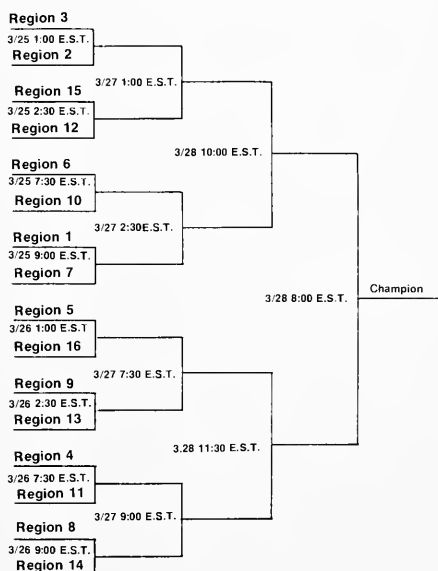 Region 3
3/25 1:00 E.S.T.
Region 2
3/27 1:00 E.S.T.
Region 15
3/25 2:30 E.S.T.
Region 12
3/28 10:00 E.S.T.
Region 6
3/25 7:30 E.S.T.
Region 10
3/27 2:30E.S.T.
Region 1
3/25 9:00 E.S.T.
Region 7
3/28 8:00 E.S.T.
Champion
Region 5
3/26 1:00 E.S.T
Region 16
3/27 7:30 E.S.T.
Region 9
3/26 2:30 E.S.T.
Region 13
3.28 11:30 E.S.T.
Region 4
3/26 7:30 E.S.T.
Region 11
3/27 9:00 E.S.T.
Region 8
3/26 9:00 E.S.T.
Region 14